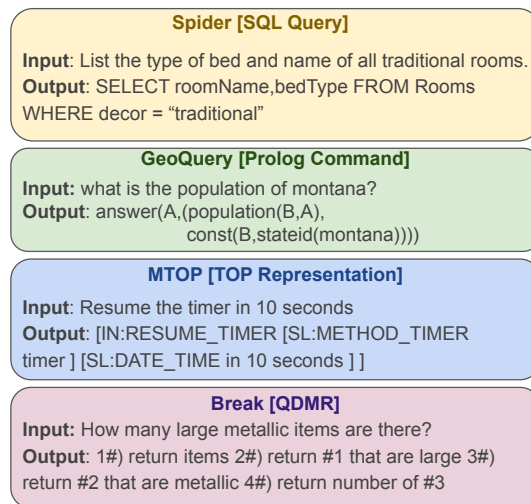 Spider [SQL Query]
Input: List the type of bed and name of all traditional rooms.
Output: SELECT roomName,bedType FROM Rooms
WHERE decor = “traditional”
GeoQuery [Prolog Command]
Input: what is the population of montana?
Output: answer(A,(population(B,A),
const(B,stateid(montana))))
MTOP [TOP Representation]
Input: Resume the timer in 10 seconds
Output: [IN:RESUME_TIMER [SL:METHOD_TIMER
timer ] [SL:DATE_TIME in 10 seconds ] ]
Break [QDMR]
Input: How many large metallic items are there?
Output: 1#) return items 2#) return #1 that are large 3#)
return #2 that are metallic 4#) return number of #3